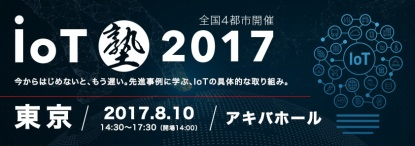 全国4都市開催
IoT 塾 2017
今からはじめないと、もう遅い。先進事例に学ぶ、IoTの具体的な取り組み。
東京 / 2017.8.10 / アキバホール
14:30~17:30 (開場14:00)
IoT